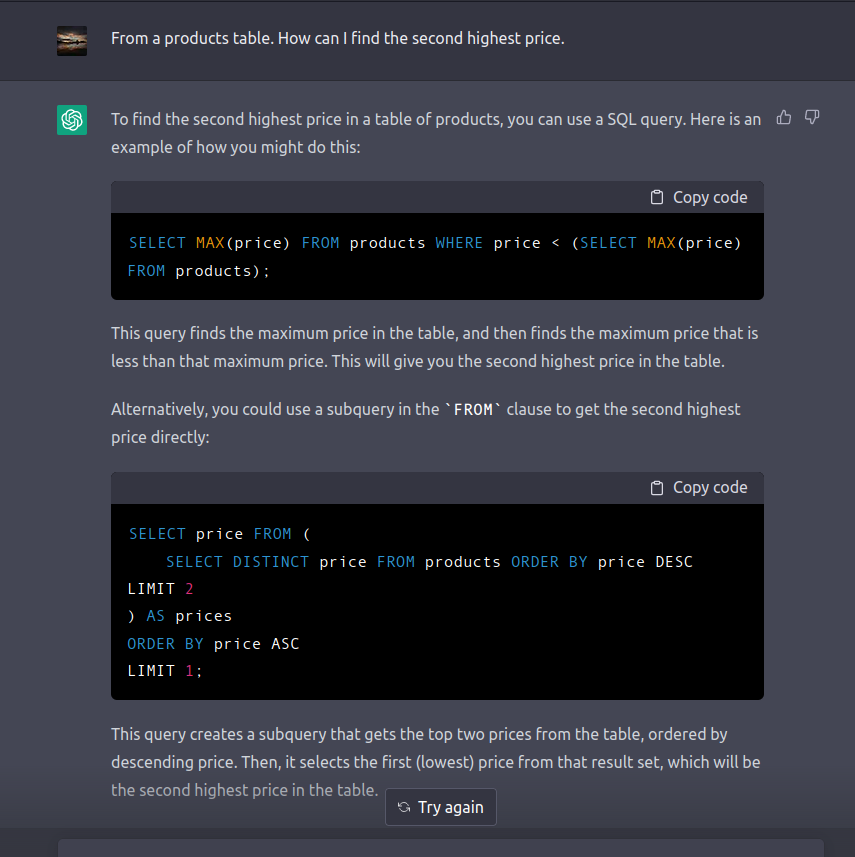 From a products table. How can I find the second highest price.
To find the second highest price in a table of products, you can use a SQL query. Here is an
example of how you might do this:
Copy code
SELECT MAX(price) FROM products WHERE price < (SELECT MAX(price)
FROM products);
This query finds the maximum price in the table, and then finds the maximum price that is
less than that maximum price. This will give you the second highest price in the table.
Alternatively, you could use a subquery in the `FROM` clause to get the second highest
price directly:
Copy code
SELECT price FROM (
    SELECT DISTINCT price FROM products ORDER BY price DESC
LIMIT 2
) AS prices
ORDER BY price ASC
LIMIT 1;
This query creates a subquery that gets the top two prices from the table, ordered by
descending price. Then, it selects the first (lowest) price from that result set, which will be
the second highest price in the table.
Try again